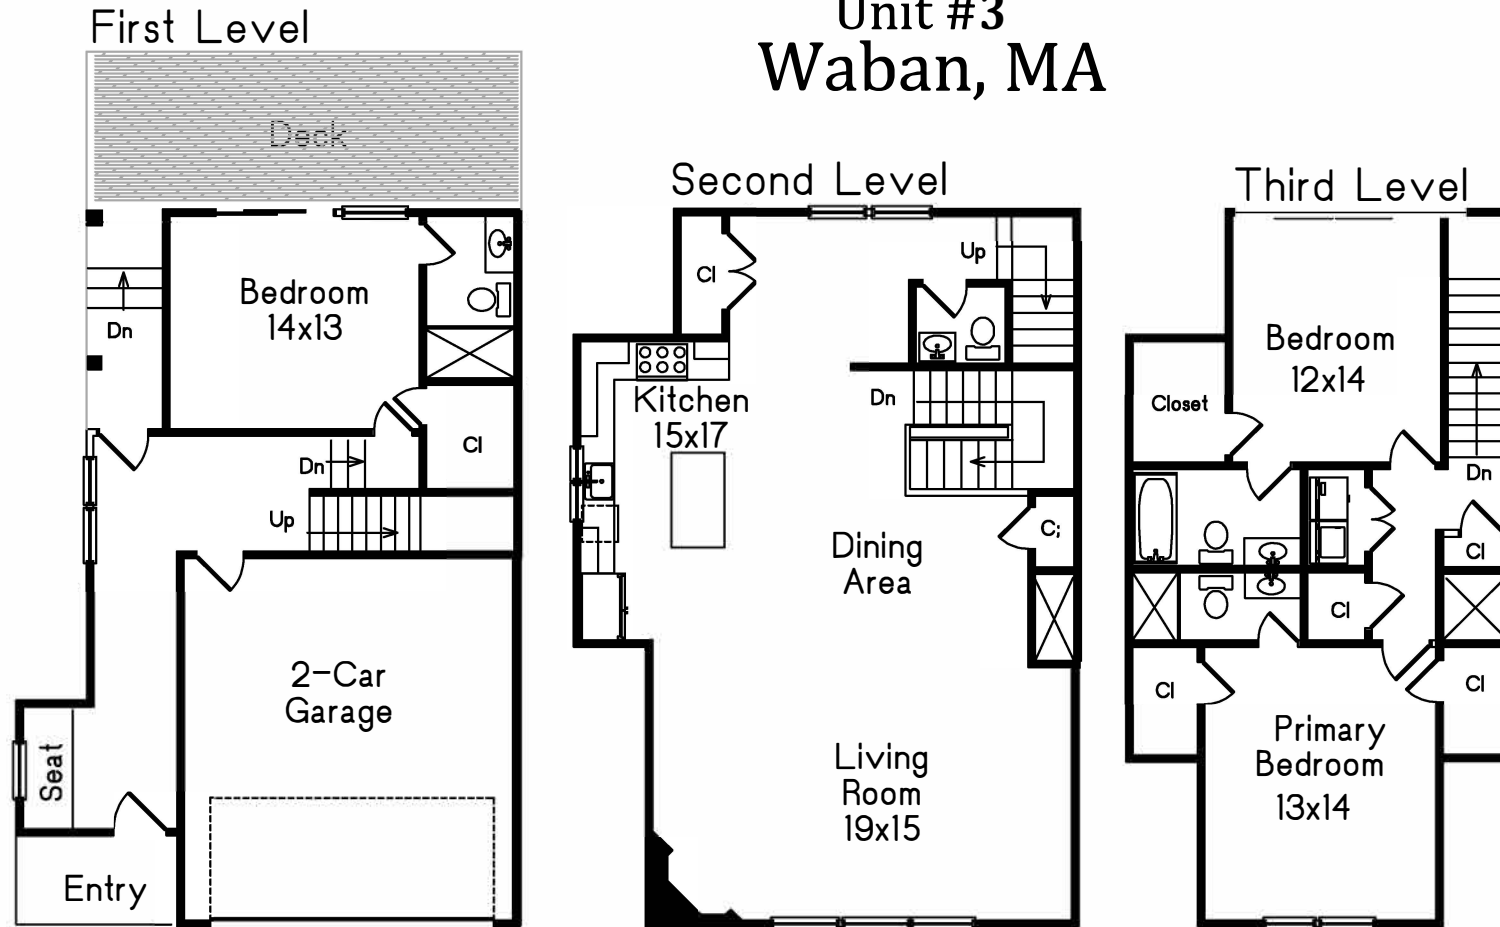 Unit #3
Waban, MA
First Level
Deck
Bedroom
14x13
Dn
Cl
Dn
Up
2-Car
Garage
Seat
Entry
Second Level
Cl
Up
Kitchen
15x17
Dn
C;
Dining
Area
Living
Room
19x15
Third Level
Bedroom
12x14
Closet
Dn
Cl
Cl
Cl
Cl
Primary
Bedroom
13x14